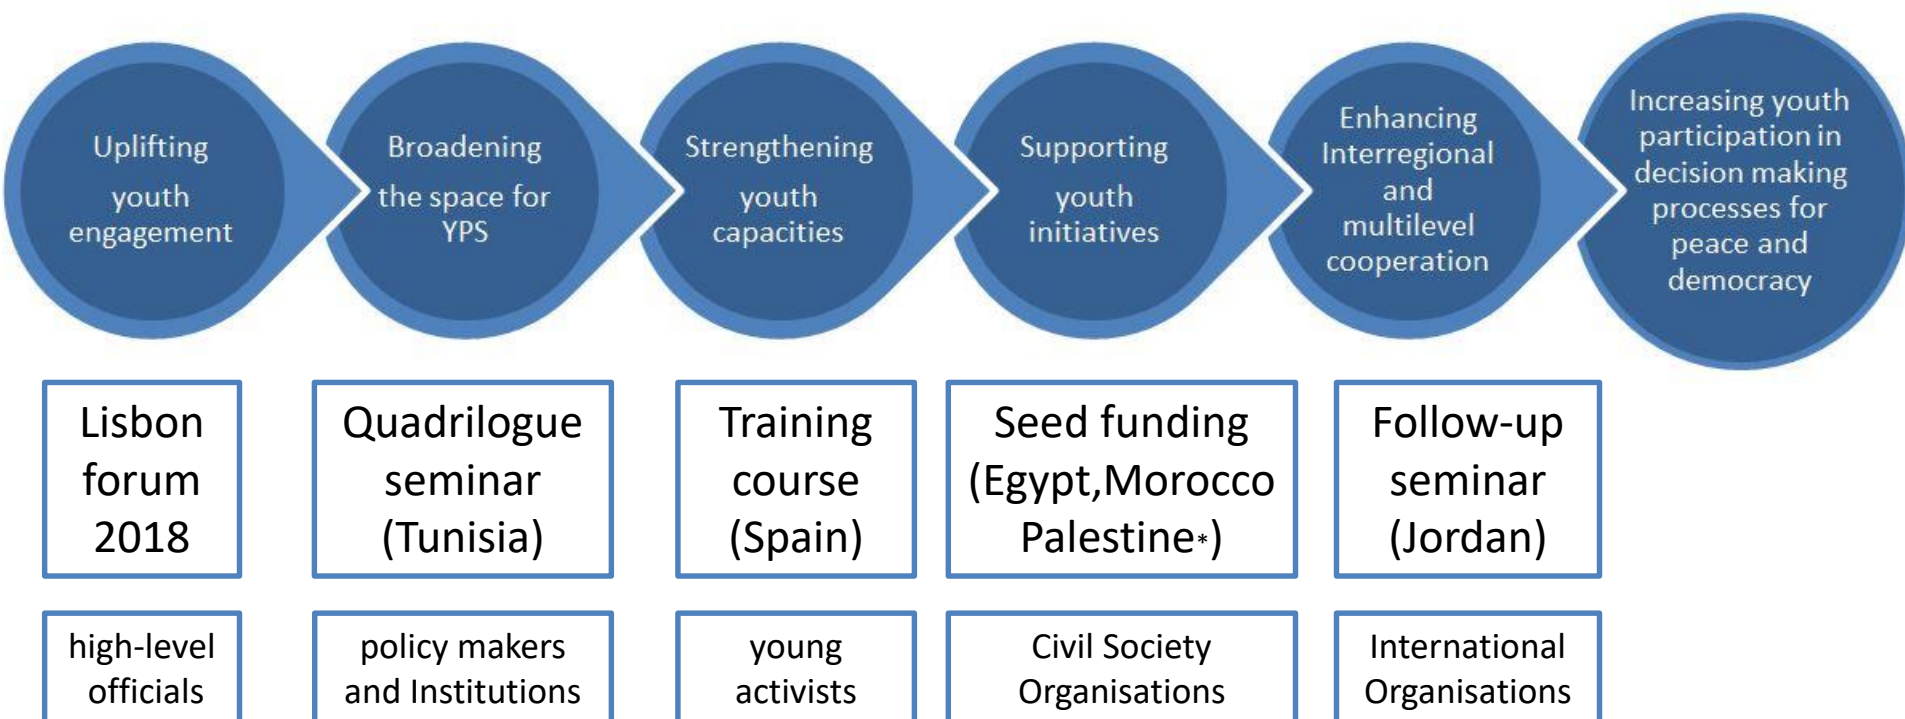 Uplifting
youth
engagement
Broadening
the space for
YPS
Strengthening
youth
capacities
Supporting
youth
initiatives
Enhancing
Interregional
and
multilevel
cooperation
Increasing youth
participation in
decision making
processes for
peace and
democracy
Lisbon
forum
2018
Quadrilogue
seminar
(Tunisia)
Training
course
(Spain)
Seed funding
(Egypt,Morocco
Palestine*)
Follow-up
seminar
(Jordan)
high-level
officials
policy makers
and Institutions
young
activists
Civil Society
Organisations
International
Organisations